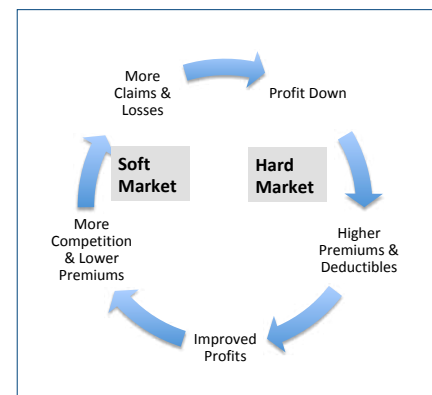 More
Claims &
Losses
Profit Down
Soft
Market
Hard
Market
More
Competition
& Lower
Premiums
Higher
Premiums &
Deductibles
Improved
Profits